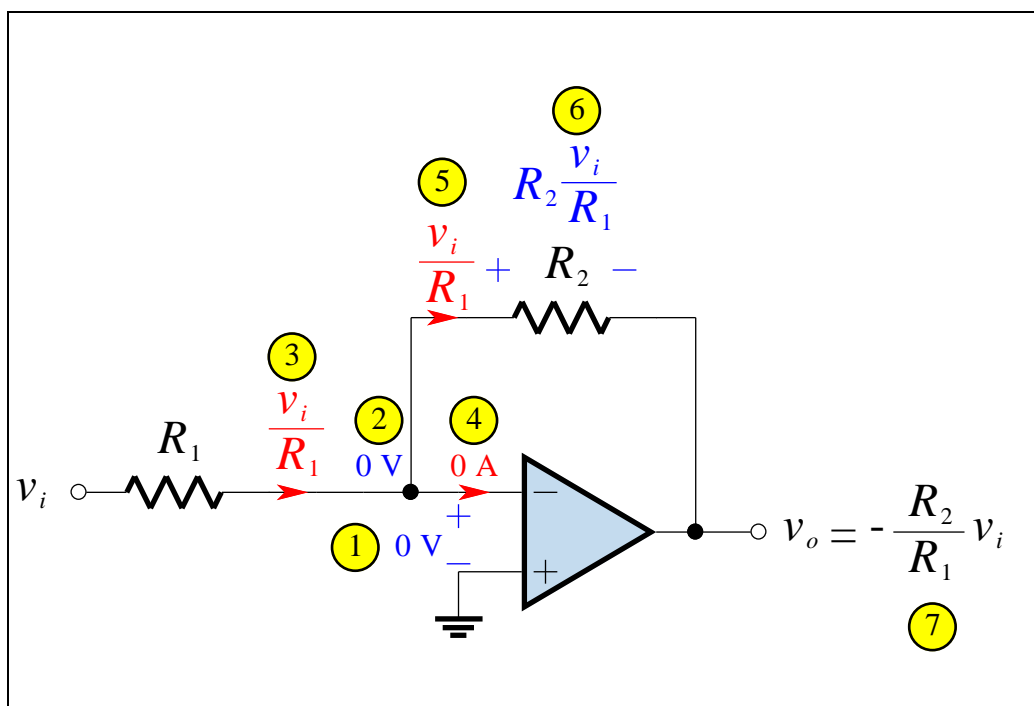 6
5
R₂ vᵢ/R₁
vᵢ/R₁
+ R₂ −
3
vᵢ/R₁
2
4
R₁
0 V
0 A
vᵢ
−
+
1
0 V
−
+
vₒ = - R₂/R₁ vᵢ
7